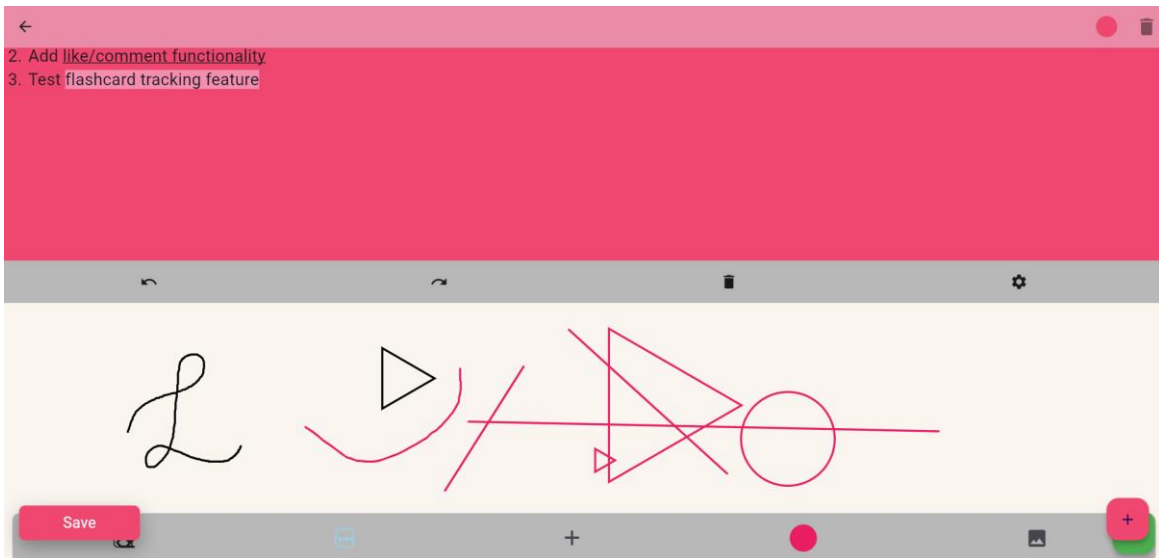 2. Add like/comment functionality
3. Test flashcard tracking feature
Save